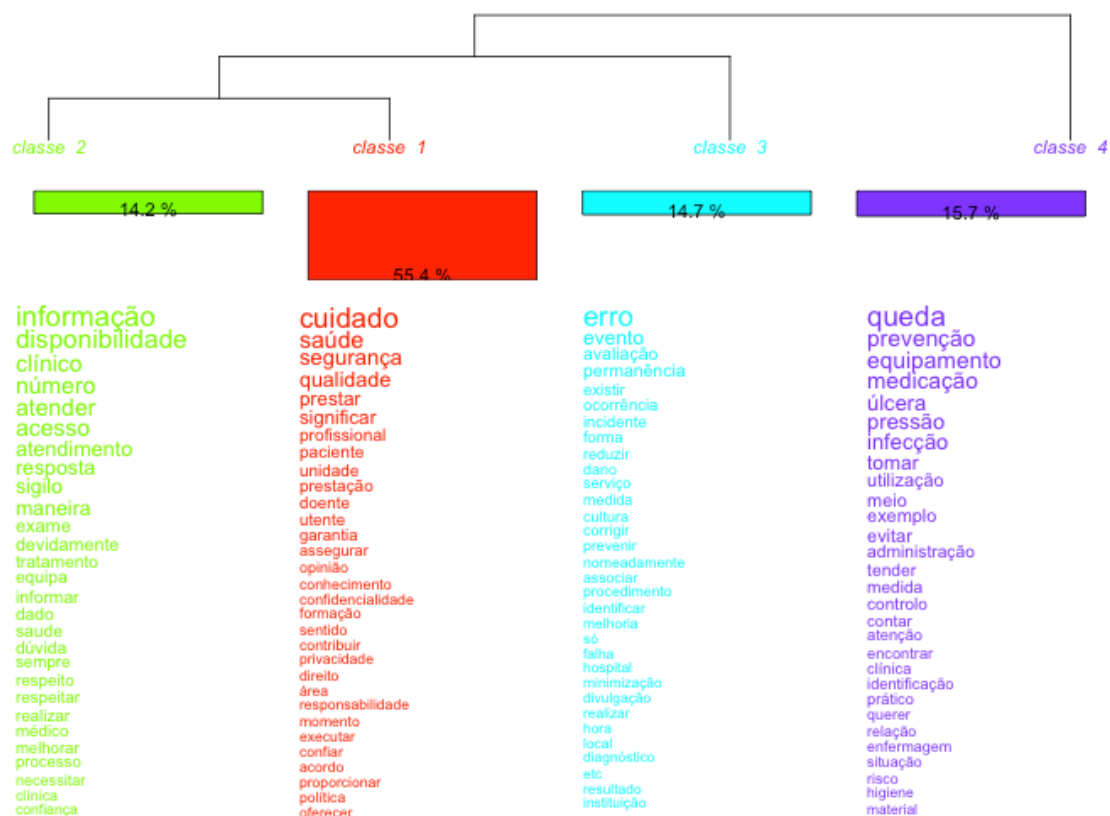 classe 2
classe 1
classe 3
classe 4
14.2 %
55.4 %
14.7 %
15.7 %
informação
disponibilidade
clínico
número
atender
acesso
atendimento
resposta
sigilo
maneira
exame
devidamente
tratamento
equipa
informar
dado
saude
dúvida
sempre
respeito
respeitar
realizar
médico
melhorar
processo
necessitar
clínica
confiança
cuidado
saúde
segurança
qualidade
prestar
significar
profissional
paciente
unidade
prestação
doente
utente
garantia
assegurar
opinião
conhecimento
confidencialidade
formação
sentido
contribuir
privacidade
direito
área
responsabilidade
momento
executar
confiar
acordo
proporcionar
política
oferecer
erro
evento
avaliação
permanência
existir
ocorrência
incidente
forma
reduzir
dano
serviço
medida
cultura
corrigir
prevenir
nomeadamente
associar
procedimento
identificar
melhoria
só
falha
hospital
minimização
divulgação
realizar
hora
local
diagnóstico
etc
resultado
instituição
queda
prevenção
equipamento
medicação
úlcera
pressão
infecção
tomar
utilização
meio
exemplo
evitar
administração
tender
medida
controlo
contar
atenção
encontrar
clínica
identificação
prático
querer
relação
enfermagem
situação
risco
higiene
material